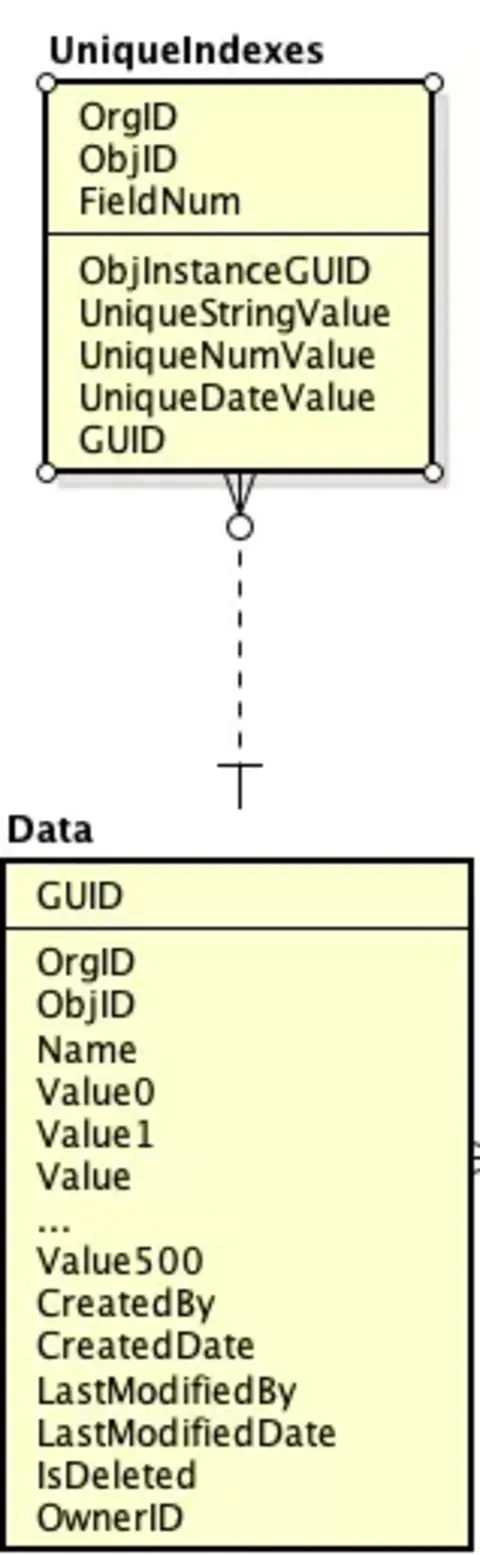 UniqueIndexes
OrgID
ObjID
FieldNum
ObjInstanceGUID
UniqueStringValue
UniqueNumValue
UniqueDateValue
GUID
Data
GUID
OrgID
ObjID
Name
Value0
Value1
Value
...
Value500
CreatedBy
CreatedDate
LastModifiedBy
LastModifiedDate
IsDeleted
OwnerID